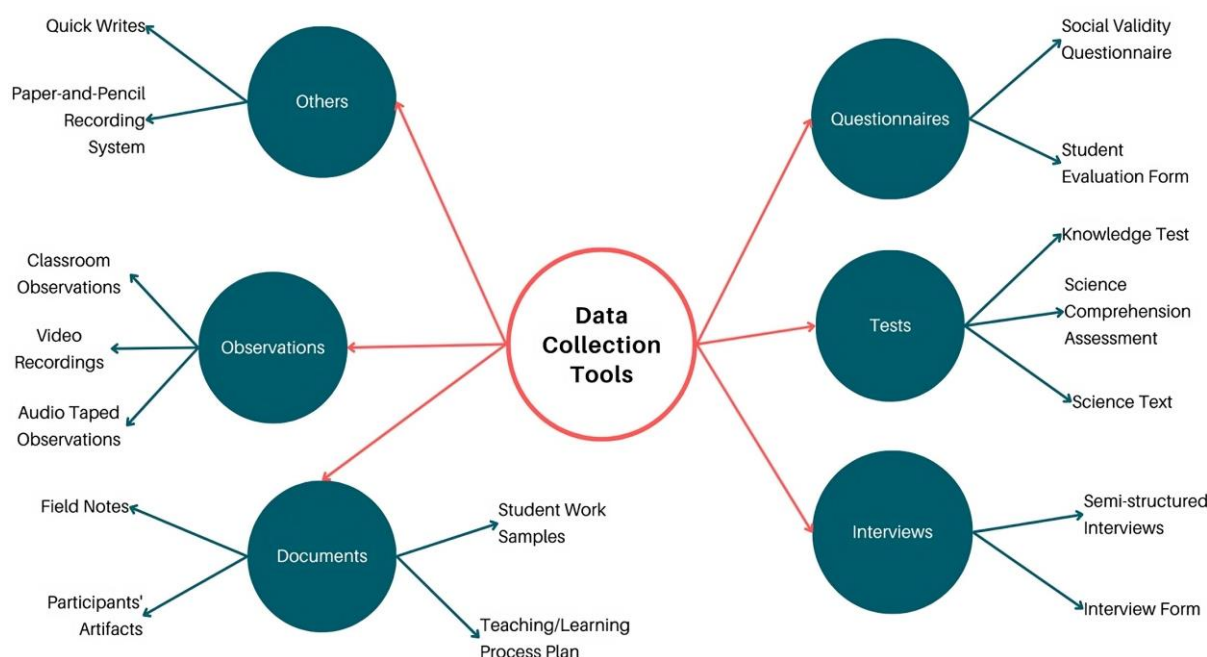 Quick Writes
Paper-and-Pencil
Recording
System
Others
Classroom
Observations
Video
Recordings
Audio Taped
Observations
Observations
Field Notes
Participants'
Artifacts
Documents
Student Work
Samples
Teaching/Learning
Process Plan
Data
Collection
Tools
Questionnaires
Social Validity
Questionnaire
Student
Evaluation Form
Tests
Knowledge Test
Science
Comprehension
Assessment
Science Text
Interviews
Semi-structured
Interviews
Interview Form